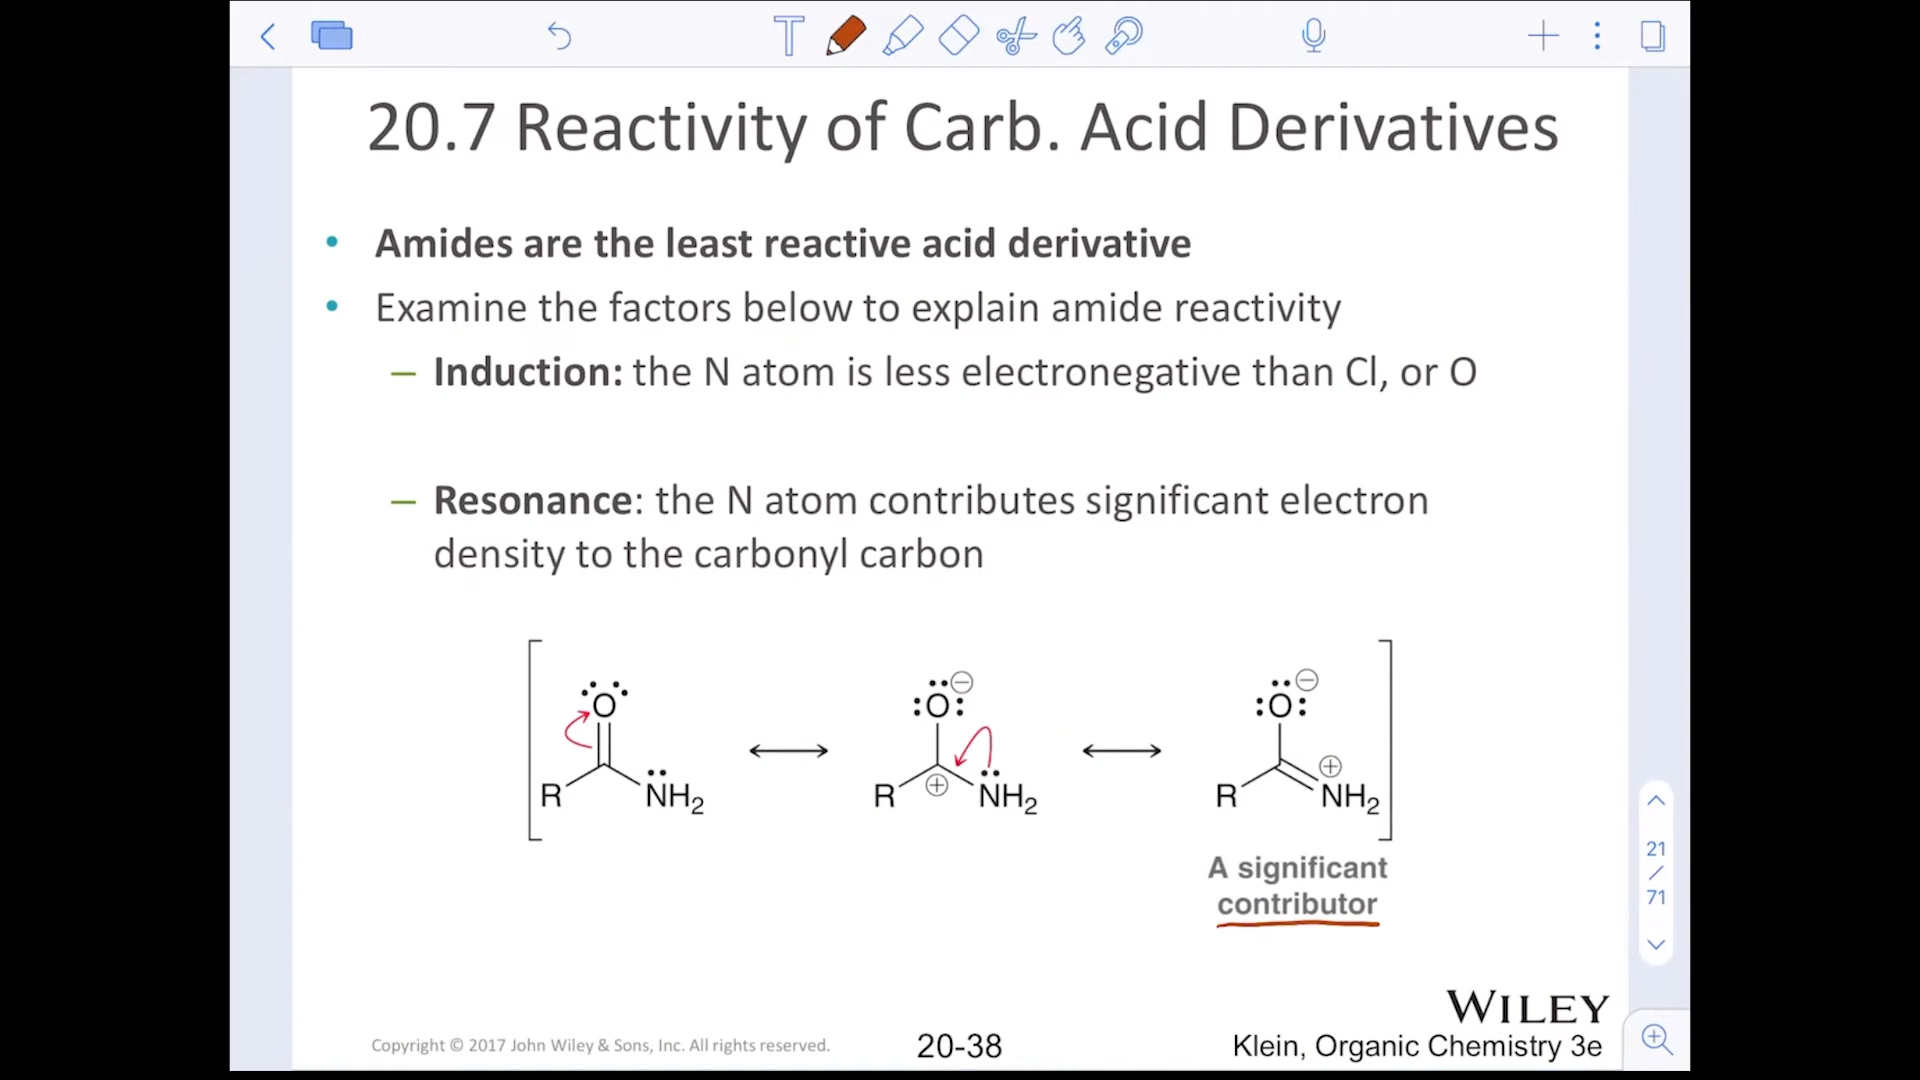 20.7 Reactivity of Carb. Acid Derivatives
• Amides are the least reactive acid derivative
• Examine the factors below to explain amide reactivity
– Induction: the N atom is less electronegative than Cl, or O
– Resonance: the N atom contributes significant electron
density to the carbonyl carbon
O O ⊖ O ⊖
R NH2 R ⊕ NH2 R ⊕ NH2
A significant
contributor
21
/
71
WILEY
Copyright © 2017 John Wiley & Sons, Inc. All rights reserved. 20-38 Klein, Organic Chemistry 3e